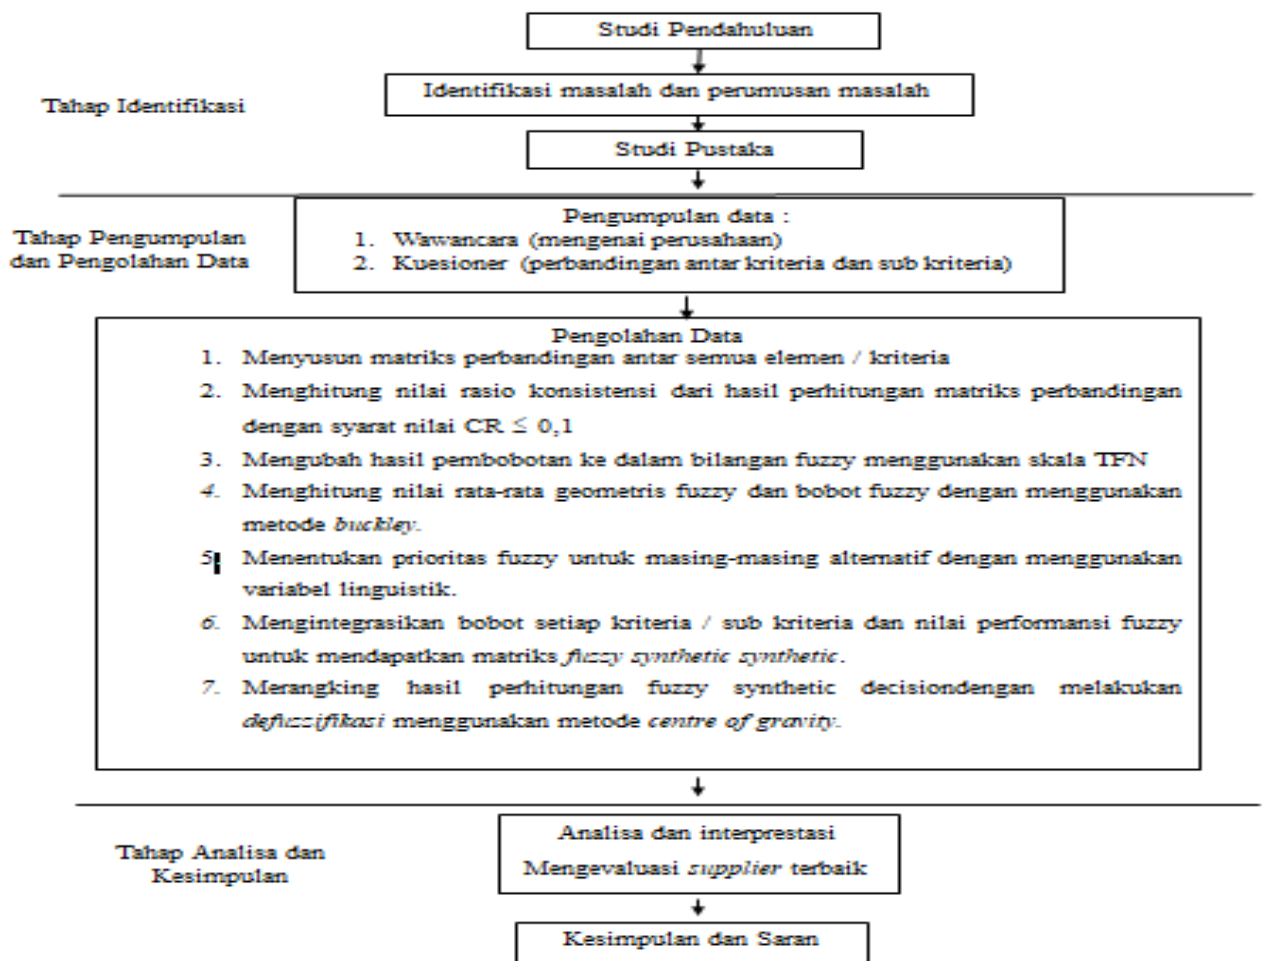 Studi Pendahuluan
Identifikasi masalah dan perumusan masalah
Tahap Identifikasi
Studi Pustaka
Tahap Pengumpulan
dan Pengolahan Data
Pengumpulan data :
1. Wawancara (mengenai perusahaan)
2. Kuesioner (perbandingan antar kriteria dan sub kriteria)
Pengolahan Data
1. Menyusun matriks perbandingan antar semua elemen / kriteria
2. Menghitung nilai rasio konsistensi dari hasil perhitungan matriks perbandingan
dengan syarat nilai CR ≤ 0,1
3. Mengubah hasil pembobotan ke dalam bilangan fuzzy menggunakan skala TFN
4. Menghitung nilai rata-rata geometris fuzzy dan bobot fuzzy dengan menggunakan
metode buckley.
5. Menentukan prioritas fuzzy untuk masing-masing alternatif dengan menggunakan
variabel linguistik.
6. Mengintegrasikan bobot setiap kriteria / sub kriteria dan nilai performansi fuzzy
untuk mendapatkan matriks fuzzy synthetic synthetic.
7. Merangking hasil perhitungan fuzzy synthetic decisiondengan melakukan
defuzzifikasi menggunakan metode centre of gravity.
Tahap Analisa dan
Kesimpulan
Analisa dan interprestasi
Mengevaluasi supplier terbaik
Kesimpulan dan Saran